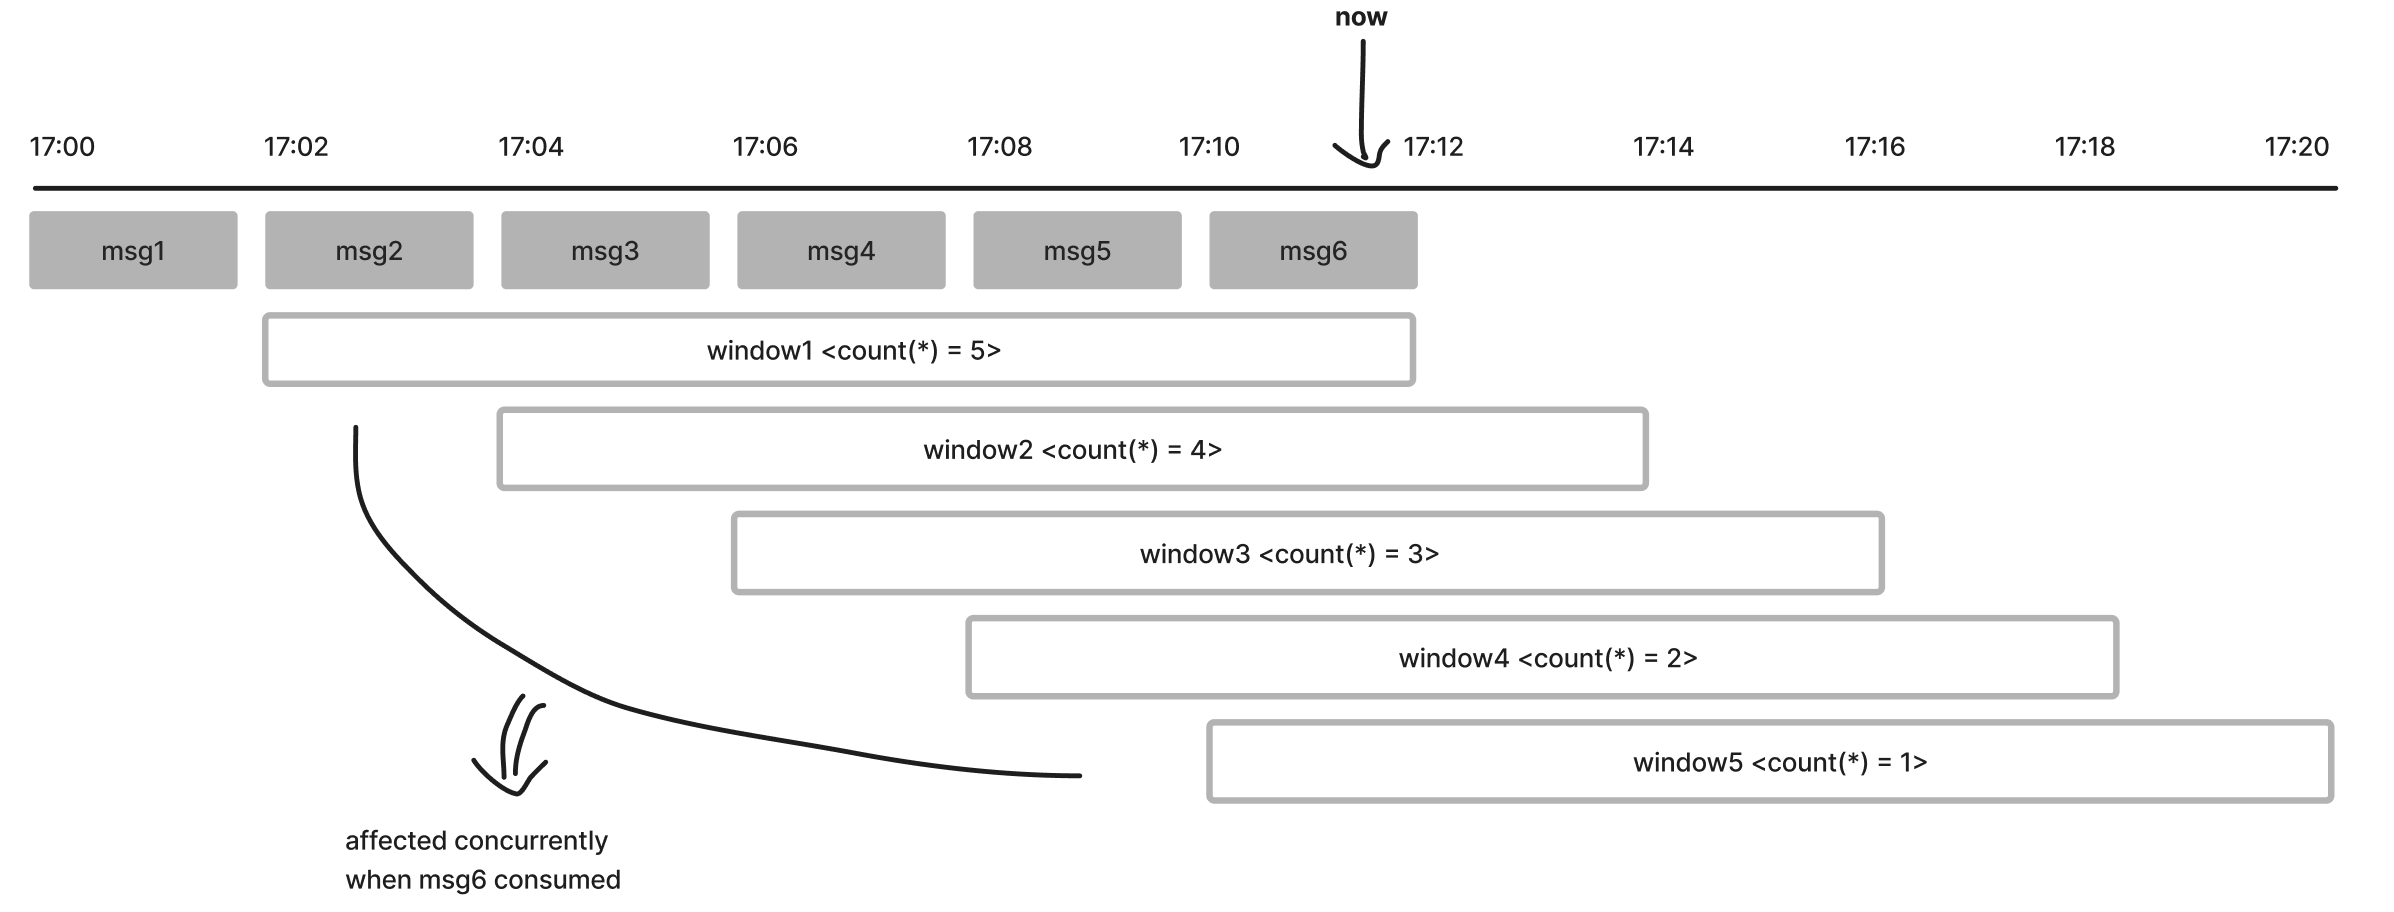 now
17:00 17:02 17:04 17:06 17:08 17:10 17:12 17:14 17:16 17:18 17:20
msg1 msg2 msg3 msg4 msg5 msg6
window1 <count(*) = 5>
window2 <count(*) = 4>
window3 <count(*) = 3>
window4 <count(*) = 2>
window5 <count(*) = 1>
affected concurrently
when msg6 consumed